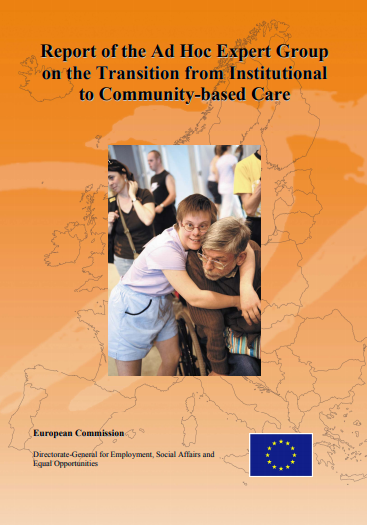 Report of the Ad Hoc Expert Group
on the Transition from Institutional
to Community-based Care
European Commission
Directorate-General for Employment, Social Affairs and
Equal Opportunities